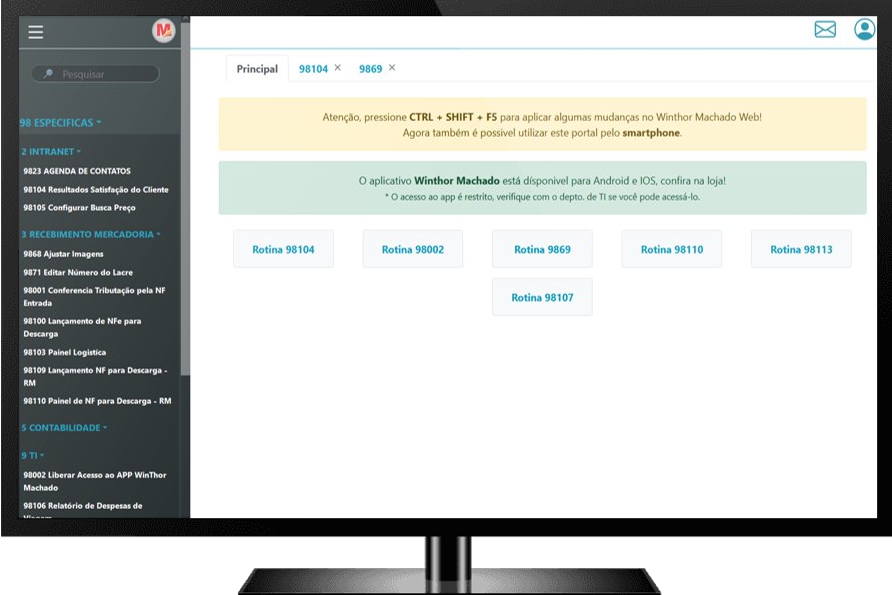 M
Pesquisar
98 ESPECIFICAS
2 INTRANET
9823 AGENDA DE CONTATOS
98104 Resultados Satisfação do Cliente
98105 Configurar Busca Preço
3 RECEBIMENTO MERCADORIA
9868 Ajustar Imagens
9871 Editar Número do Lacre
98001 Conferencia Tributação pela NF
Entrada
98100 Lançamento de NFe para
Descarga
98103 Painel Logistica
98109 Lançamento NF para Descarga -
RM
98110 Painel de NF para Descarga - RM
5 CONTABILIDADE
9 TI
98002 Liberar Acesso ao APP WinThor
Machado
98106 Relatório de Despesas de
Viagem
Principal
98104 ×
9869 ×
Atenção, pressione CTRL + SHIFT + F5 para aplicar algumas mudanças no Winthor Machado Web!
Agora também é possivel utilizar este portal pelo smartphone.
O aplicativo Winthor Machado está dísponivel para Android e IOS, confira na loja!
* O acesso ao app é restrito, verifique com o depto. de TI se você pode acessá-lo.
Rotina 98104
Rotina 98002
Rotina 9869
Rotina 98110
Rotina 98113
Rotina 98107